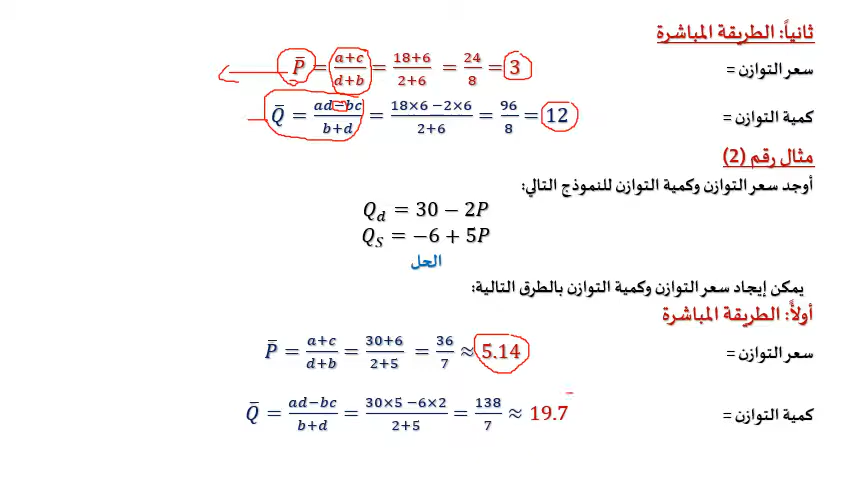 ثانياً: الطريقة المباشرة
سعر التوازن = P̄ = (a+c)/(d+b) = (18+6)/(2+6) = 24/8 = 3
كمية التوازن = Q̄ = (ad−bc)/(b+d) = (18×6 −2×6)/(2+6) = 96/8 = 12
مثال رقم (2)
أوجد سعر التوازن وكمية التوازن للنموذج التالي:
Q_d = 30 − 2P
Q_S = −6 + 5P
الحل
يمكن إيجاد سعر التوازن وكمية التوازن بالطرق التالية:
أولاً: الطريقة المباشرة
سعر التوازن = P̄ = (a+c)/(d+b) = (30+6)/(2+5) = 36/7 ≈ 5.14
كمية التوازن = Q̄ = (ad−bc)/(b+d) = (30×5 −6×2)/(2+5) = 138/7 ≈ 19.7